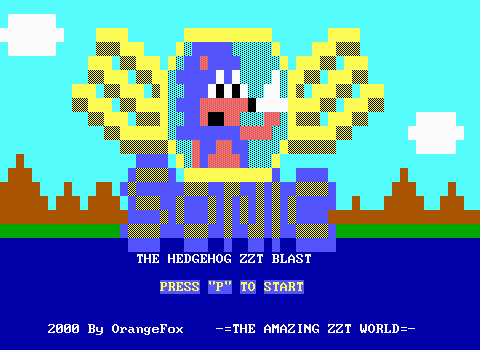 THE HEDGEHOG ZZT BLAST
PRESS "P" TO START
2000 By OrangeFox -=THE AMAZING ZZT WORLD=-